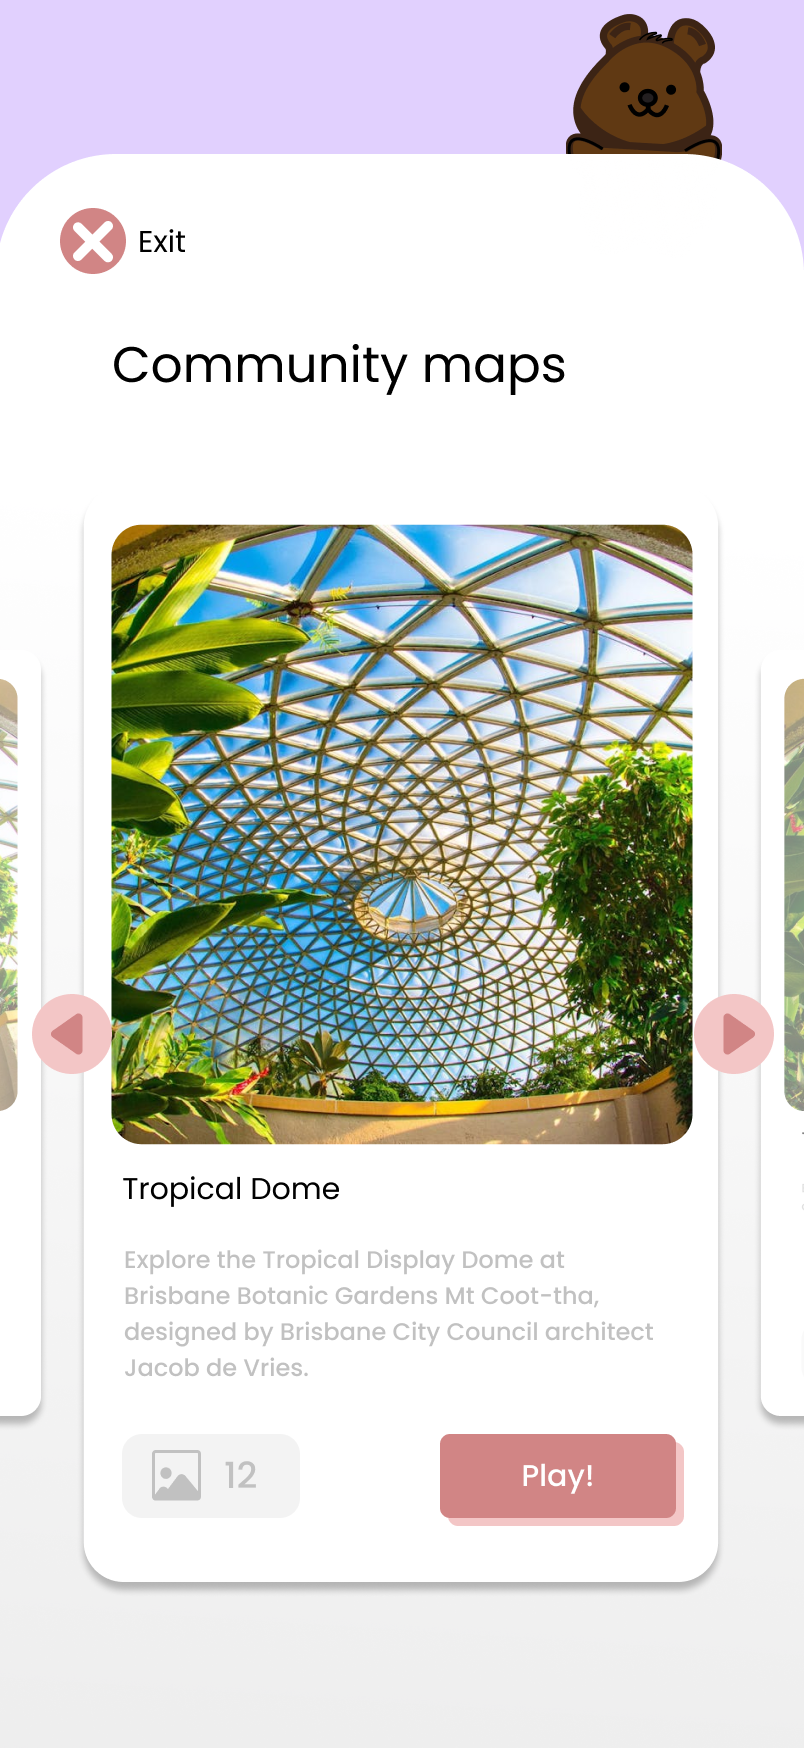 Exit
Community maps
Tropical Dome
Explore the Tropical Display Dome at
Brisbane Botanic Gardens Mt Coot-tha,
designed by Brisbane City Council architect
Jacob de Vries.
12
Play!